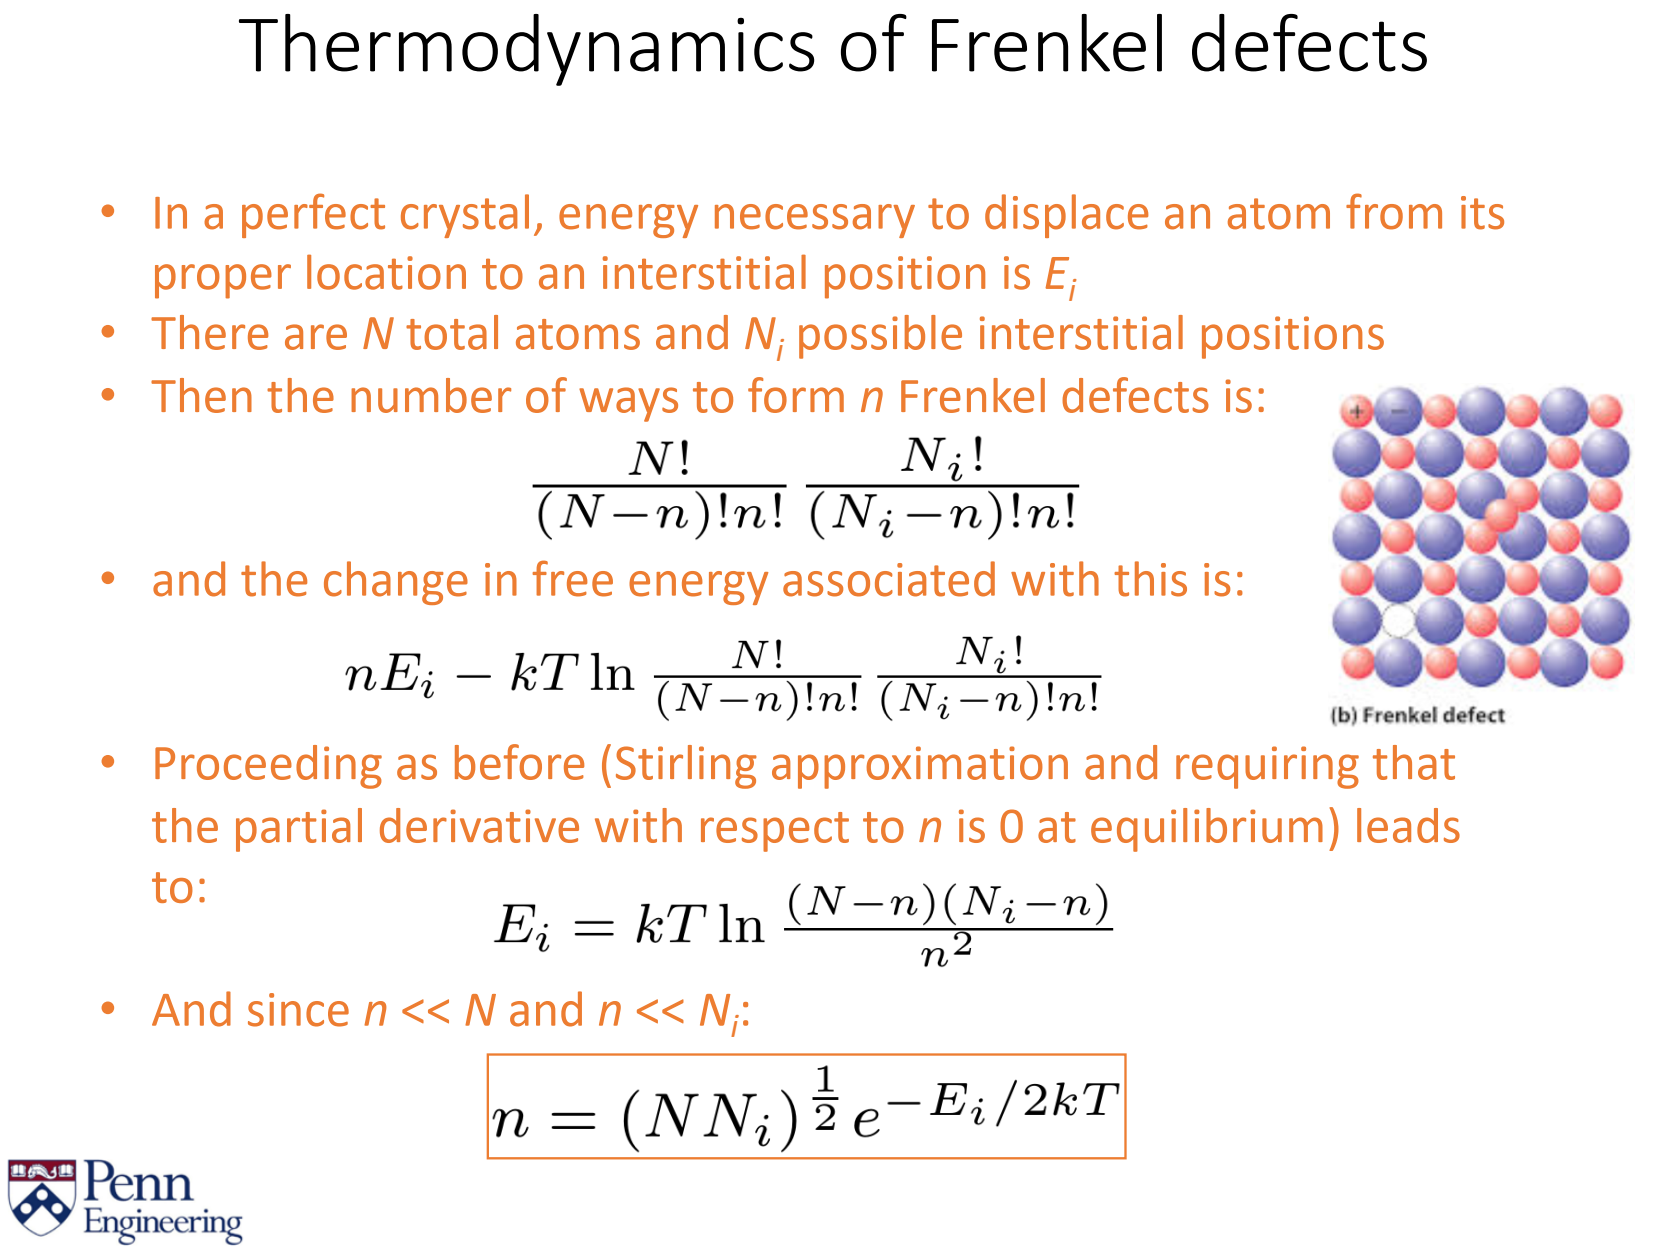 Thermodynamics of Frenkel defects
• In a perfect crystal, energy necessary to displace an atom from its
proper location to an interstitial position is E_i
• There are N total atoms and N_i possible interstitial positions
• Then the number of ways to form n Frenkel defects is:
\frac{N!}{(N-n)!n!} \frac{N_i!}{(N_i-n)!n!}
+ −
• and the change in free energy associated with this is:
nE_i − kT ln \frac{N!}{(N-n)!n!} \frac{N_i!}{(N_i-n)!n!}
(b) Frenkel defect
• Proceeding as before (Stirling approximation and requiring that
the partial derivative with respect to n is 0 at equilibrium) leads
to:
E_i = kT ln \frac{(N-n)(N_i-n)}{n^2}
• And since n << N and n << N_i:
n = (NN_i)^{\frac{1}{2}} e^{-E_i/2kT}
Penn
Engineering